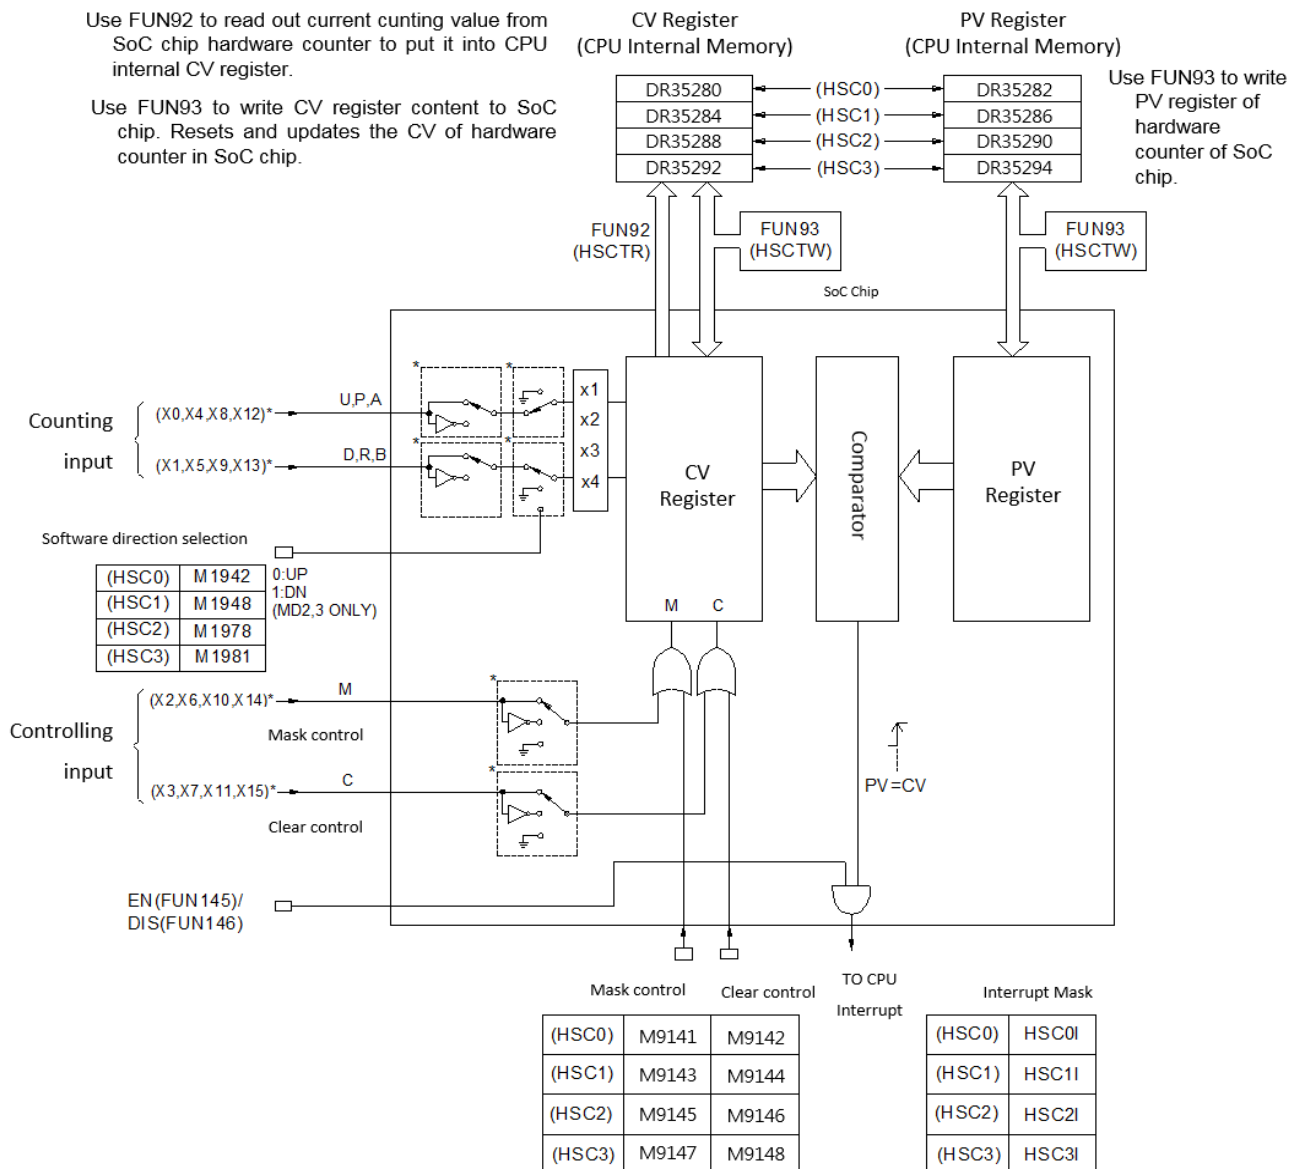 Use FUN92 to read out current cunting value from
SoC chip hardware counter to put it into CPU
internal CV register.
Use FUN93 to write CV register content to SoC
chip. Resets and updates the CV of hardware
counter in SoC chip.
CV Register
(CPU Internal Memory)
PV Register
(CPU Internal Memory)
Use FUN93 to write
PV register of
hardware
counter of SoC
chip.
DR35280 (HSC0) DR35282
DR35284 (HSC1) DR35286
DR35288 (HSC2) DR35290
DR35292 (HSC3) DR35294
FUN92
(HSCTR)
FUN93
(HSCTW)
FUN93
(HSCTW)
SoC Chip
Counting
input
(X0,X4,X8,X12)*
U,P,A
(X1,X5,X9,X13)*
D,R,B
*
*
*
*
x1
x2
x3
x4
CV
Register
Comparator
PV
Register
Software direction selection
(HSC0) M1942
(HSC1) M1948
(HSC2) M1978
(HSC3) M1981
0:UP
1:DN
(MD2,3 ONLY)
M C
Controlling
input
(X2,X6,X10,X14)*
M
Mask control
*
(X3,X7,X11,X15)*
C
Clear control
*
PV=CV
EN(FUN145)/
DIS(FUN146)
TO CPU
Interrupt
Mask control Clear control
(HSC0) M9141 M9142
(HSC1) M9143 M9144
(HSC2) M9145 M9146
(HSC3) M9147 M9148
Interrupt Mask
(HSC0) HSC0I
(HSC1) HSC1I
(HSC2) HSC2I
(HSC3) HSC3I